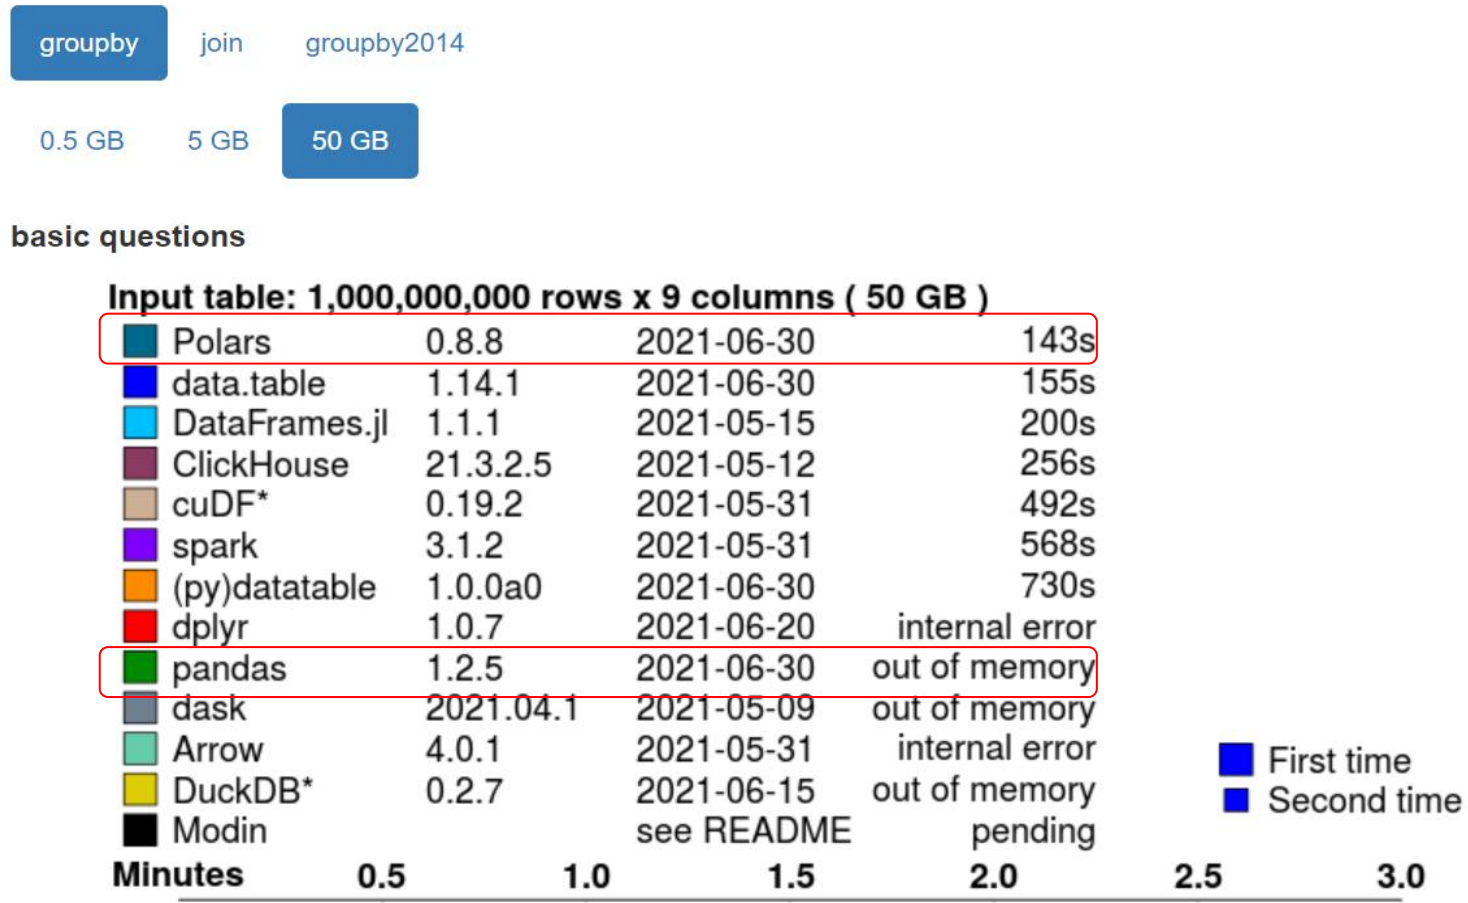 groupby join groupby2014
0.5 GB 5 GB 50 GB
basic questions
Input table: 1,000,000,000 rows x 9 columns ( 50 GB )
Polars 0.8.8 2021-06-30 143s
data.table 1.14.1 2021-06-30 155s
DataFrames.jl 1.1.1 2021-05-15 200s
ClickHouse 21.3.2.5 2021-05-12 256s
cuDF* 0.19.2 2021-05-31 492s
spark 3.1.2 2021-05-31 568s
(py)datatable 1.0.0a0 2021-06-30 730s
dplyr 1.0.7 2021-06-20 internal error
pandas 1.2.5 2021-06-30 out of memory
dask 2021.04.1 2021-05-09 out of memory
Arrow 4.0.1 2021-05-31 internal error
DuckDB* 0.2.7 2021-06-15 out of memory
Modin see README pending
First time
Second time
Minutes 0.5 1.0 1.5 2.0 2.5 3.0